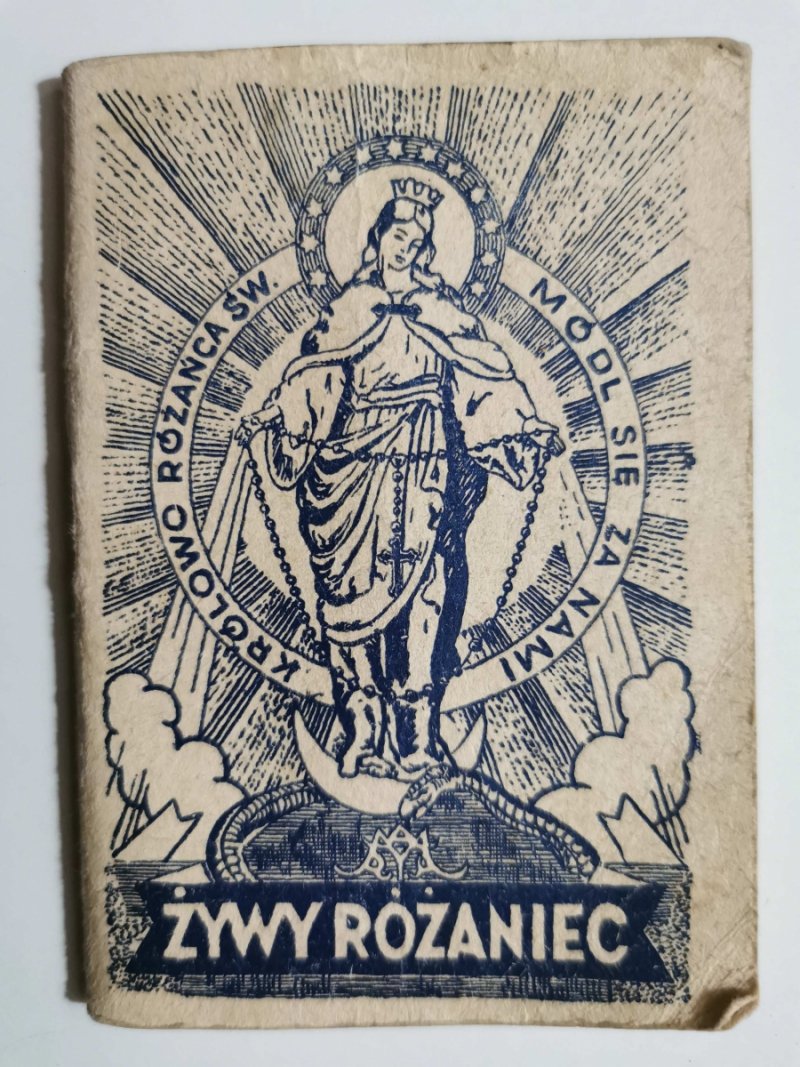 KRÓLOWO RÓŻAŃCA ŚW.
MÓDL SIĘ ZA NAMI
ŻYWY RÓŻANIEC